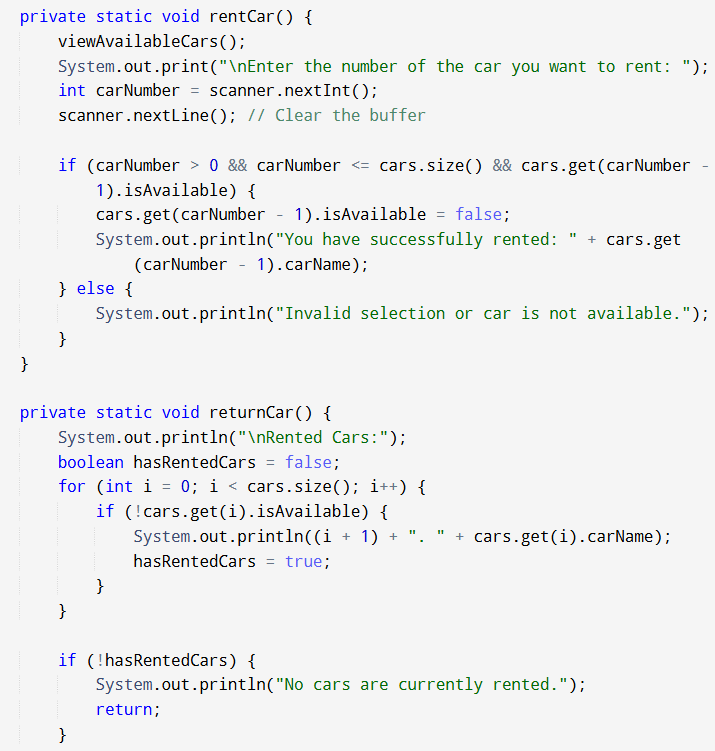 private static void rentCar() {
    viewAvailableCars();
    System.out.print("\nEnter the number of the car you want to rent: ");
    int carNumber = scanner.nextInt();
    scanner.nextLine(); // Clear the buffer

    if (carNumber > 0 && carNumber <= cars.size() && cars.get(carNumber -
        1).isAvailable) {
        cars.get(carNumber - 1).isAvailable = false;
        System.out.println("You have successfully rented: " + cars.get
            (carNumber - 1).carName);
    } else {
        System.out.println("Invalid selection or car is not available.");
    }
}

private static void returnCar() {
    System.out.println("\nRented Cars:");
    boolean hasRentedCars = false;
    for (int i = 0; i < cars.size(); i++) {
        if (!cars.get(i).isAvailable) {
            System.out.println((i + 1) + ". " + cars.get(i).carName);
            hasRentedCars = true;
        }
    }

    if (!hasRentedCars) {
        System.out.println("No cars are currently rented.");
        return;
    }